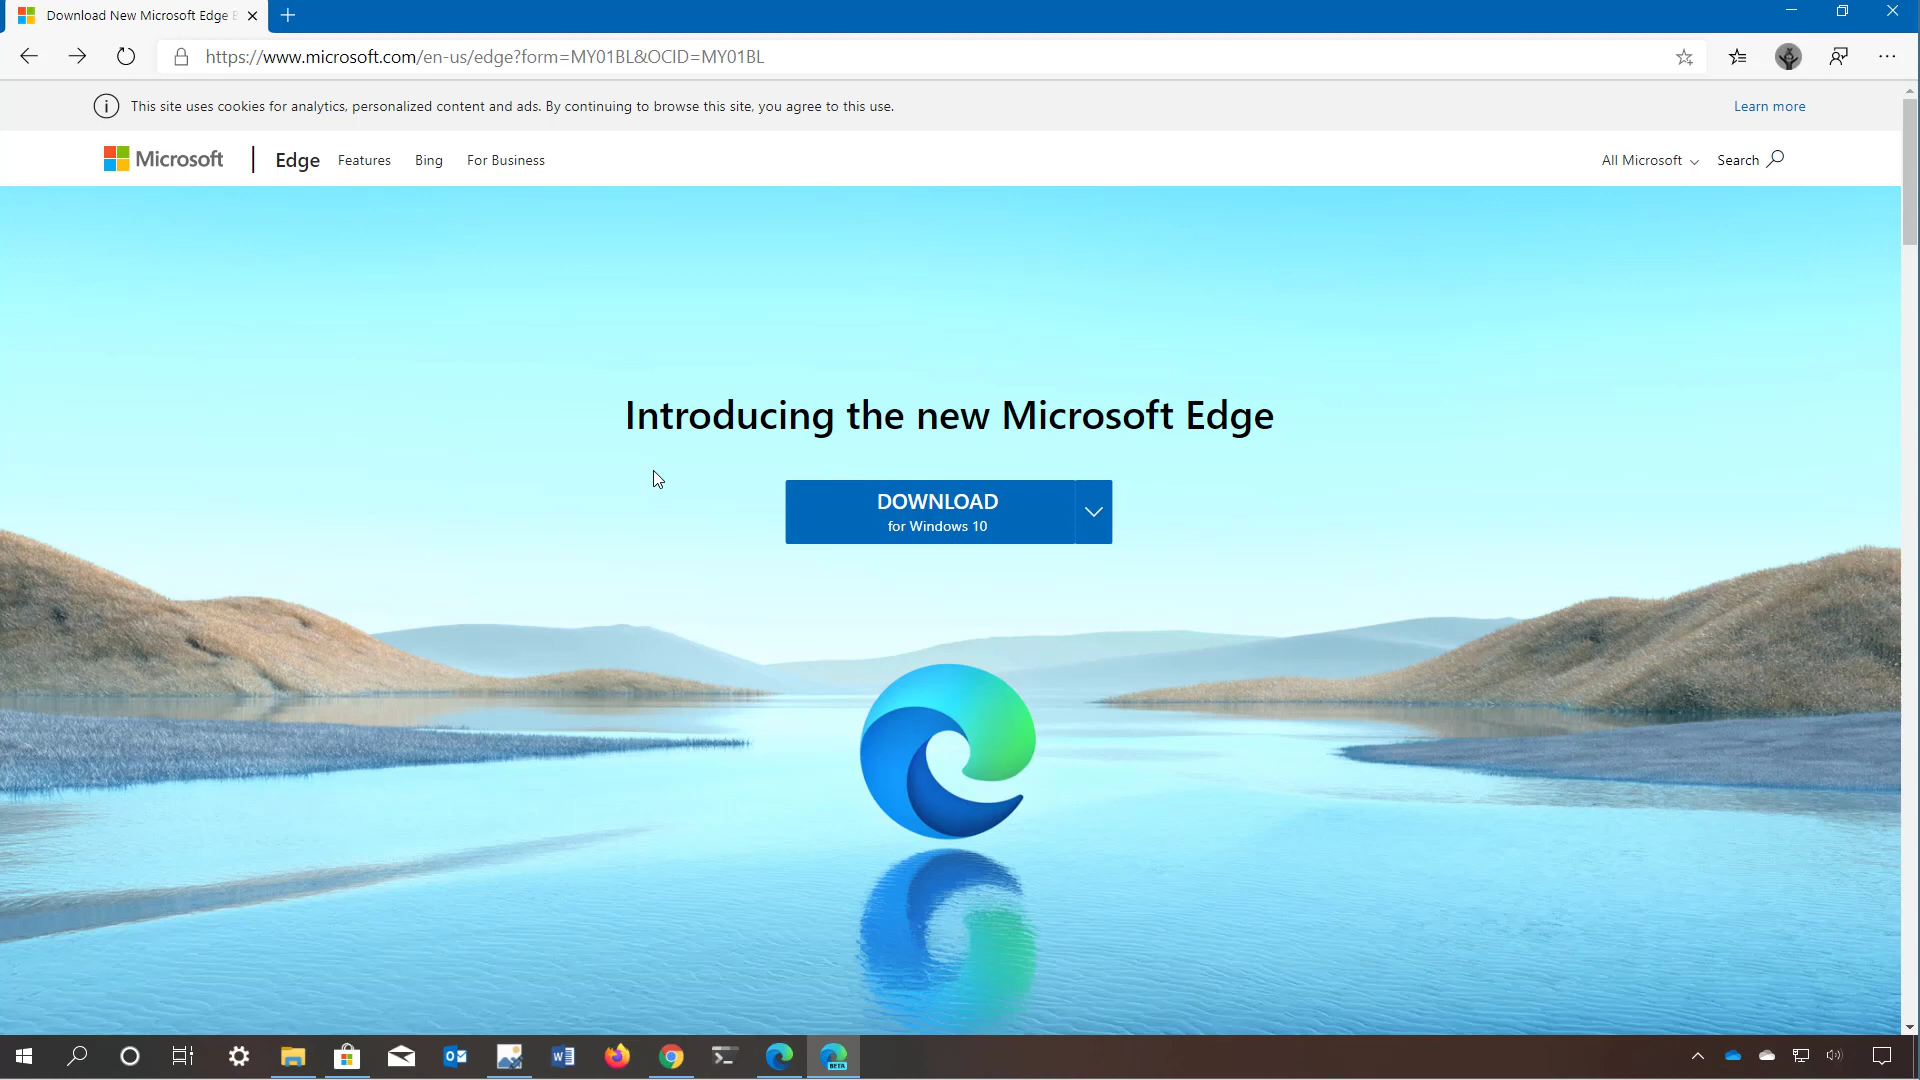 Download New Microsoft Edge
https://www.microsoft.com/en-us/edge?form=MY01BL&OCID=MY01BL
This site uses cookies for analytics, personalized content and ads. By continuing to browse this site, you agree to this use.
Learn more
Microsoft
Edge
Features
Bing
For Business
All Microsoft
Search
Introducing the new Microsoft Edge
DOWNLOAD
for Windows 10
BETA